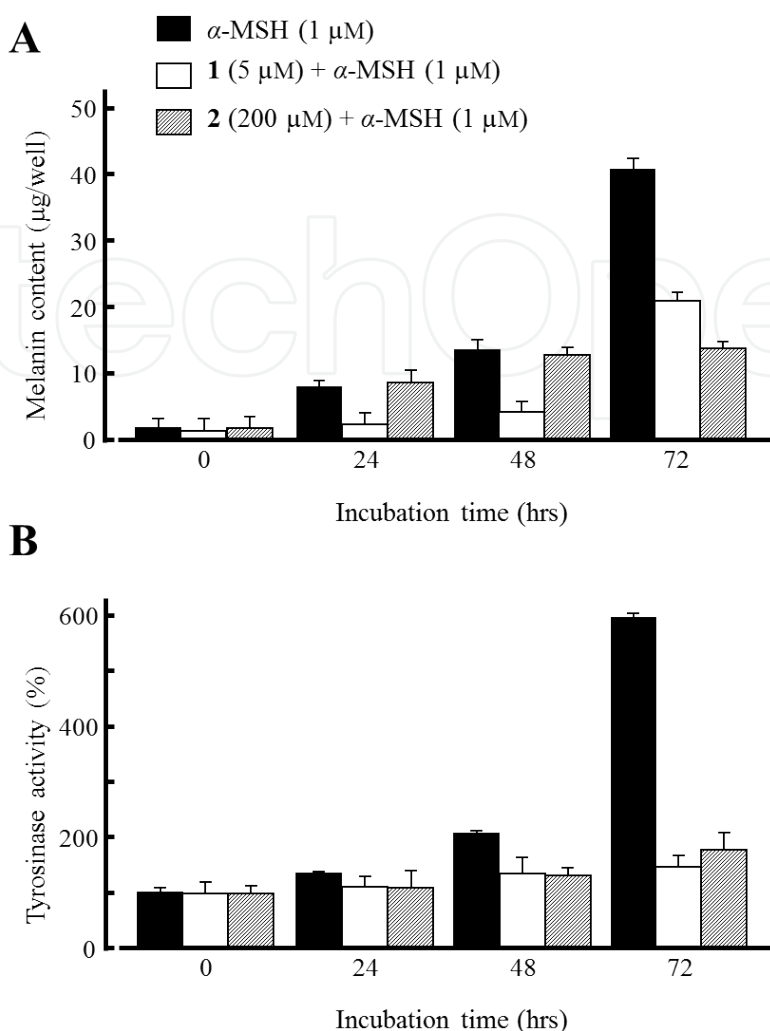 A
α-MSH (1 µM)
1 (5 µM) + α-MSH (1 µM)
2 (200 µM) + α-MSH (1 µM)
Melanin content (µg/well)
50
40
30
20
10
0
0 24 48 72
Incubation time (hrs)
B
Tyrosinase activity (%)
600
400
200
0
0 24 48 72
Incubation time (hrs)
techOpe